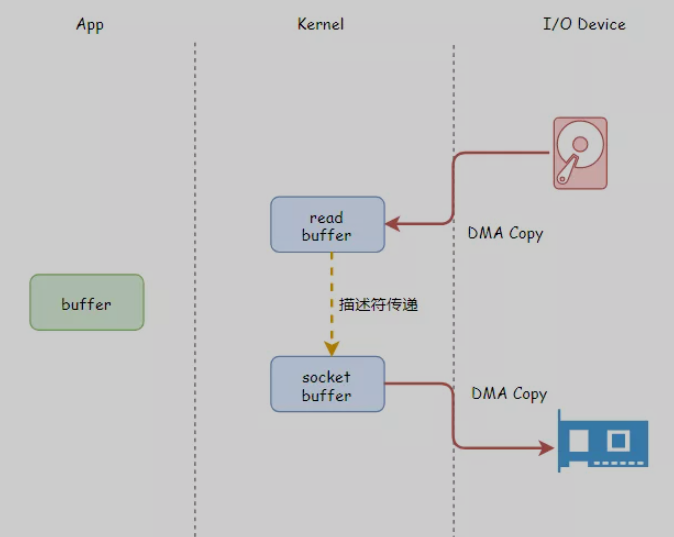 App
Kernel
I/O Device
read
buffer
DMA Copy
buffer
描述符传递
socket
buffer
DMA Copy